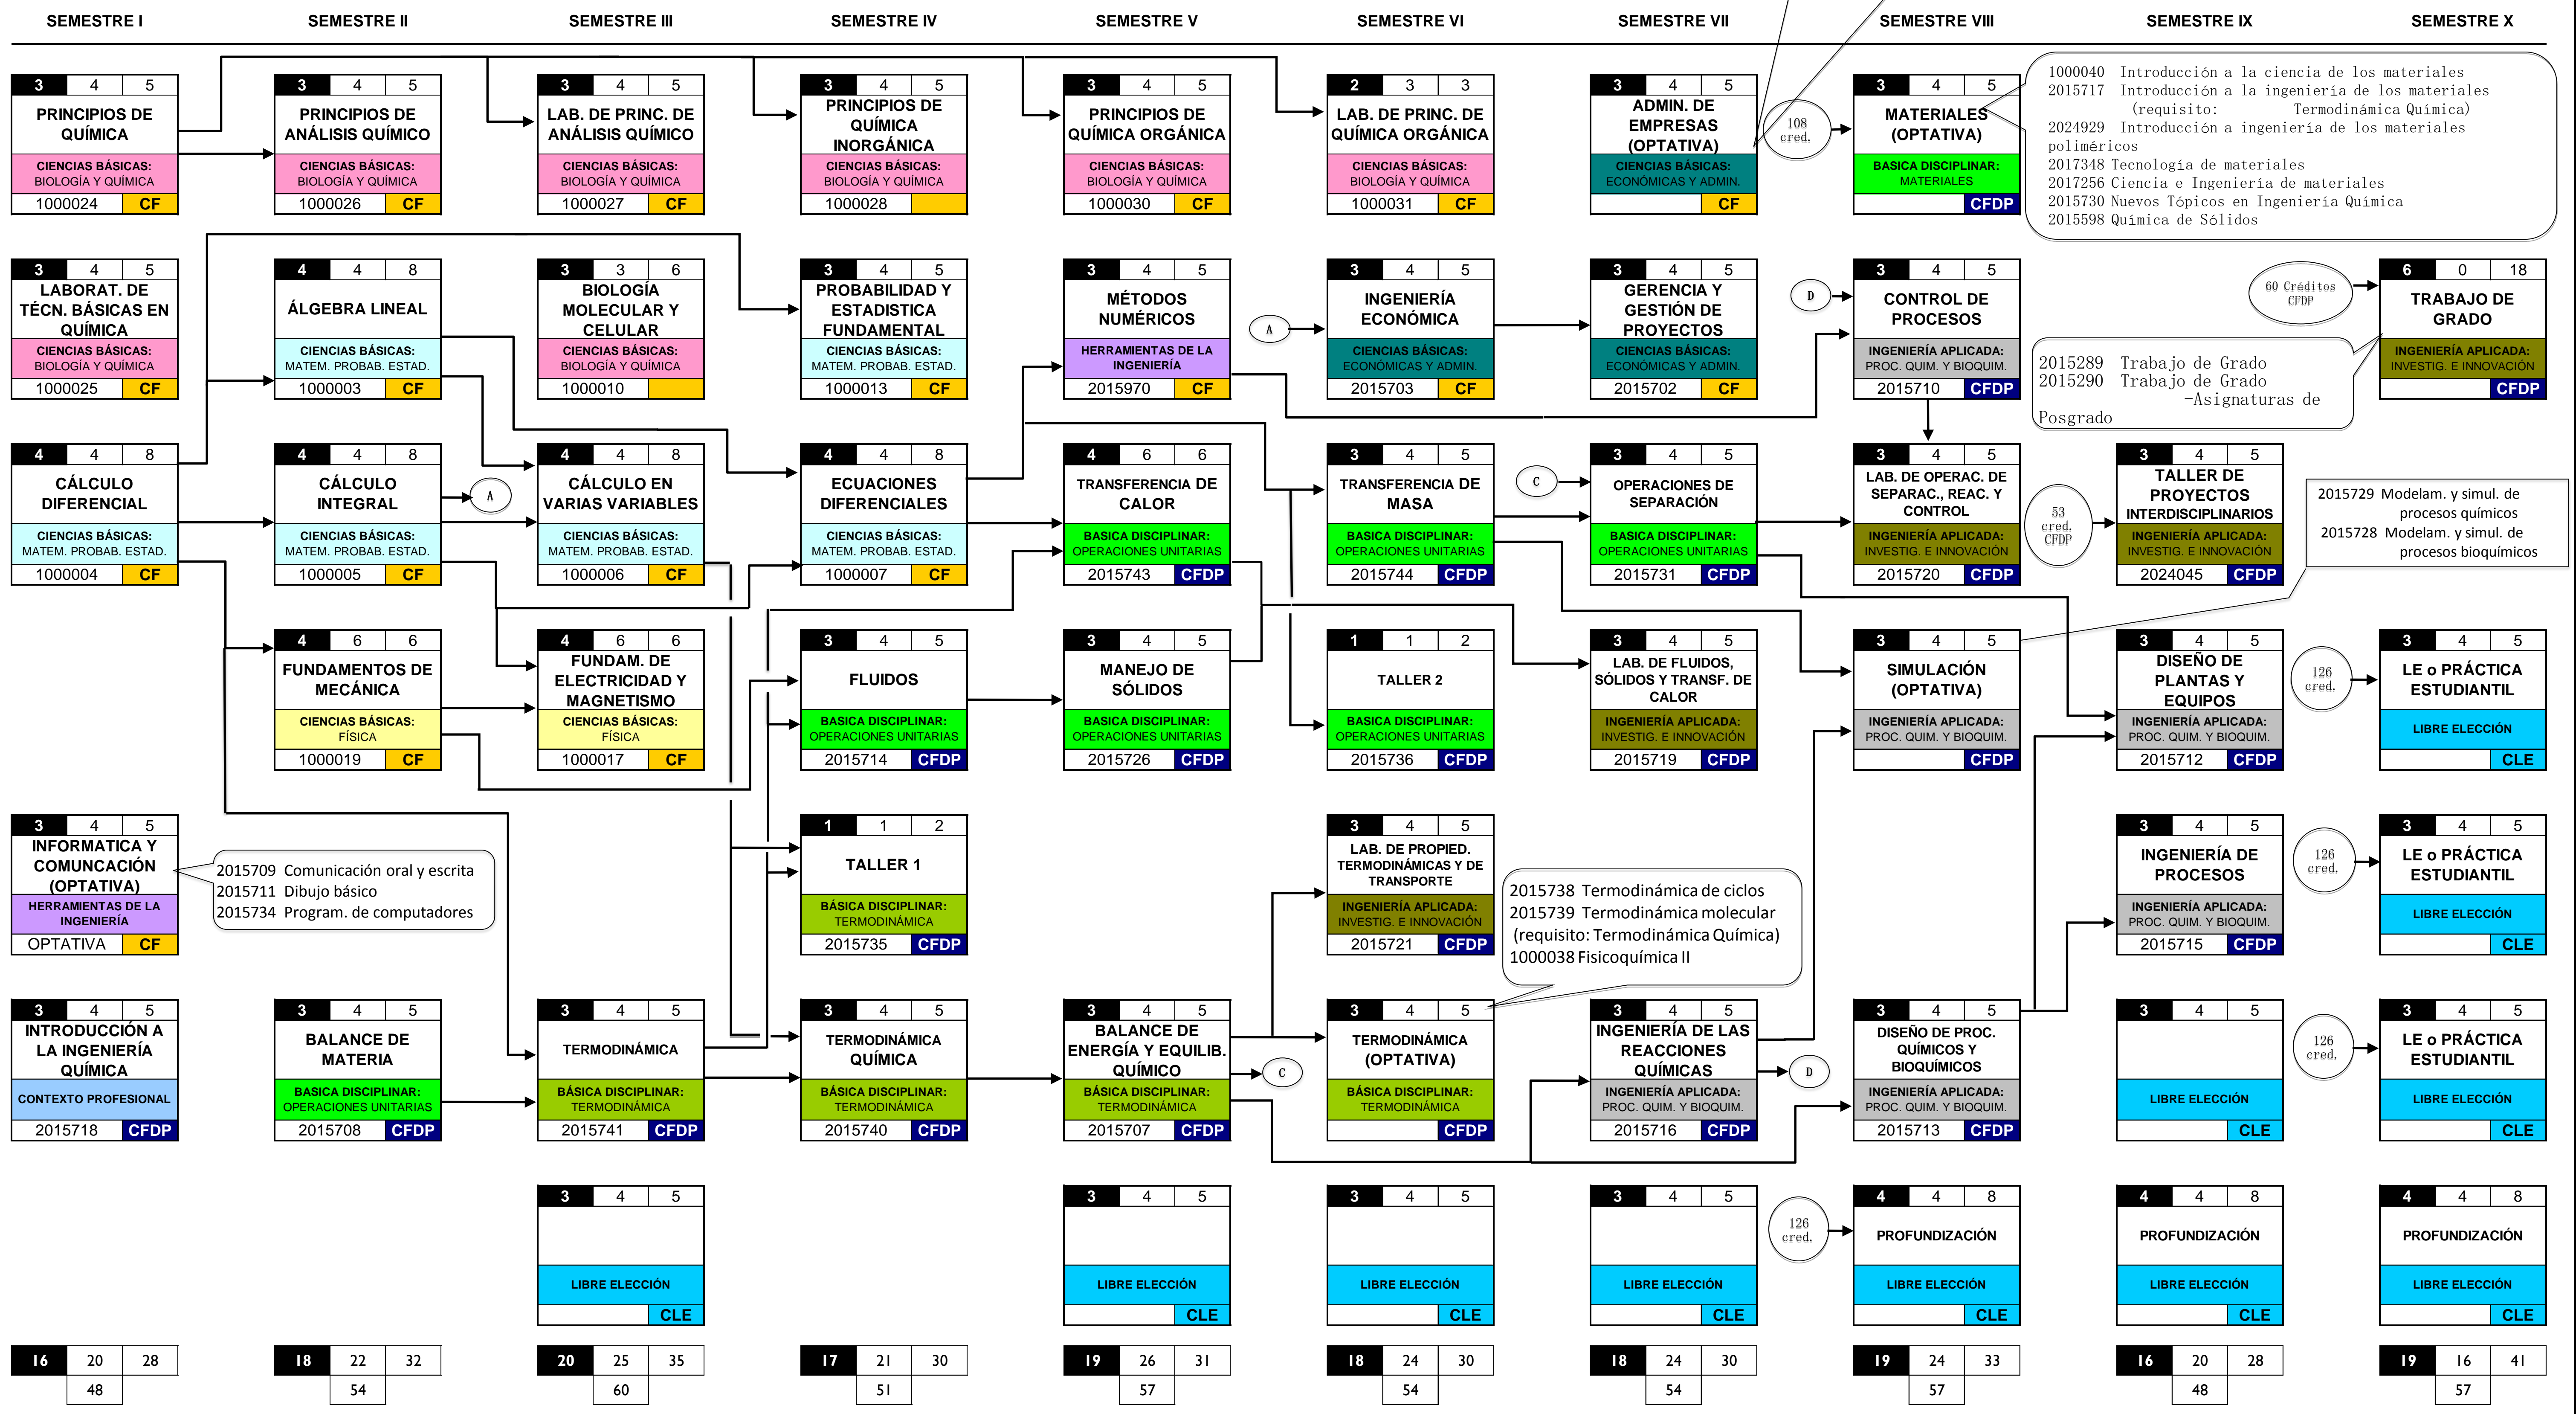 SEMESTRE I
SEMESTRE II
SEMESTRE III
SEMESTRE IV
SEMESTRE V
SEMESTRE VI
SEMESTRE VII
SEMESTRE VIII
SEMESTRE IX
SEMESTRE X
3 4 5
PRINCIPIOS DE
QUÍMICA
CIENCIAS BÁSICAS:
BIOLOGÍA Y QUÍMICA
1000024 CF
3 4 5
PRINCIPIOS DE
ANÁLISIS QUÍMICO
CIENCIAS BÁSICAS:
BIOLOGÍA Y QUÍMICA
1000026 CF
3 4 5
LAB. DE PRINC. DE
ANÁLISIS QUÍMICO
CIENCIAS BÁSICAS:
BIOLOGÍA Y QUÍMICA
1000027 CF
3 4 5
PRINCIPIOS DE
QUÍMICA
INORGÁNICA
CIENCIAS BÁSICAS:
BIOLOGÍA Y QUÍMICA
1000028
3 4 5
PRINCIPIOS DE
QUÍMICA ORGÁNICA
CIENCIAS BÁSICAS:
BIOLOGÍA Y QUÍMICA
1000030 CF
2 3 3
LAB. DE PRINC. DE
QUÍMICA ORGÁNICA
CIENCIAS BÁSICAS:
BIOLOGÍA Y QUÍMICA
1000031 CF
3 4 5
ADMIN. DE
EMPRESAS
(OPTATIVA)
CIENCIAS BÁSICAS:
ECONÓMICAS Y ADMIN.
CF
108
cred.
3 4 5
MATERIALES
(OPTATIVA)
BASICA DISCIPLINAR:
MATERIALES
CFDP
1000040 Introducción a la ciencia de los materiales
2015717 Introducción a la ingeniería de los materiales
(requisito: Termodinámica Química)
2024929 Introducción a ingeniería de los materiales
poliméricos
2017348 Tecnología de materiales
2017256 Ciencia e Ingeniería de materiales
2015730 Nuevos Tópicos en Ingeniería Química
2015598 Química de Sólidos
3 4 5
LABORAT. DE
TÉCN. BÁSICAS EN
QUÍMICA
CIENCIAS BÁSICAS:
BIOLOGÍA Y QUÍMICA
1000025 CF
4 4 8
ÁLGEBRA LINEAL
CIENCIAS BÁSICAS:
MATEM. PROBAB. ESTAD.
1000003 CF
3 3 6
BIOLOGÍA
MOLECULAR Y
CELULAR
CIENCIAS BÁSICAS:
BIOLOGÍA Y QUÍMICA
1000010
3 4 5
PROBABILIDAD Y
ESTADISTICA
FUNDAMENTAL
CIENCIAS BÁSICAS:
MATEM. PROBAB. ESTAD.
1000013 CF
3 4 5
MÉTODOS
NUMÉRICOS
HERRAMIENTAS DE LA
INGENIERÍA
2015970 CF
A
3 4 5
INGENIERÍA
ECONÓMICA
CIENCIAS BÁSICAS:
ECONÓMICAS Y ADMIN.
2015703 CF
3 4 5
GERENCIA Y
GESTIÓN DE
PROYECTOS
CIENCIAS BÁSICAS:
ECONÓMICAS Y ADMIN.
2015702 CF
D
3 4 5
CONTROL DE
PROCESOS
INGENIERÍA APLICADA:
PROC. QUIM. Y BIOQUIM.
2015710 CFDP
60 Créditos
CFDP
6 0 18
TRABAJO DE
GRADO
INGENIERÍA APLICADA:
INVESTIG. E INNOVACIÓN
CFDP
2015289 Trabajo de Grado
2015290 Trabajo de Grado
-Asignaturas de
Posgrado
4 4 8
CÁLCULO
DIFERENCIAL
CIENCIAS BÁSICAS:
MATEM. PROBAB. ESTAD.
1000004 CF
4 4 8
CÁLCULO
INTEGRAL
CIENCIAS BÁSICAS:
MATEM. PROBAB. ESTAD.
1000005 CF
A
4 4 8
CÁLCULO EN
VARIAS VARIABLES
CIENCIAS BÁSICAS:
MATEM. PROBAB. ESTAD.
1000006 CF
4 4 8
ECUACIONES
DIFERENCIALES
CIENCIAS BÁSICAS:
MATEM. PROBAB. ESTAD.
1000007 CF
4 6 6
TRANSFERENCIA DE
CALOR
BASICA DISCIPLINAR:
OPERACIONES UNITARIAS
2015743 CFDP
3 4 5
TRANSFERENCIA DE
MASA
BASICA DISCIPLINAR:
OPERACIONES UNITARIAS
2015744 CFDP
C
3 4 5
OPERACIONES DE
SEPARACIÓN
BASICA DISCIPLINAR:
OPERACIONES UNITARIAS
2015731 CFDP
3 4 5
LAB. DE OPERAC. DE
SEPARAC., REAC. Y
CONTROL
INGENIERÍA APLICADA:
INVESTIG. E INNOVACIÓN
2015720 CFDP
53
cred.
CFDP
3 4 5
TALLER DE
PROYECTOS
INTERDISCIPLINARIOS
INGENIERÍA APLICADA:
INVESTIG. E INNOVACIÓN
2024045 CFDP
2015729 Modelam. y simul. de
procesos químicos
2015728 Modelam. y simul. de
procesos bioquímicos
4 6 6
FUNDAMENTOS DE
MECÁNICA
CIENCIAS BÁSICAS:
FÍSICA
1000019 CF
4 6 6
FUNDAM. DE
ELECTRICIDAD Y
MAGNETISMO
CIENCIAS BÁSICAS:
FÍSICA
1000017 CF
3 4 5
FLUIDOS
BASICA DISCIPLINAR:
OPERACIONES UNITARIAS
2015714 CFDP
3 4 5
MANEJO DE
SÓLIDOS
BASICA DISCIPLINAR:
OPERACIONES UNITARIAS
2015726 CFDP
1 1 2
TALLER 2
BASICA DISCIPLINAR:
OPERACIONES UNITARIAS
2015736 CFDP
3 4 5
LAB. DE FLUIDOS,
SÓLIDOS Y TRANSF. DE
CALOR
INGENIERÍA APLICADA:
INVESTIG. E INNOVACIÓN
2015719 CFDP
3 4 5
SIMULACIÓN
(OPTATIVA)
INGENIERÍA APLICADA:
PROC. QUIM. Y BIOQUIM.
CFDP
3 4 5
DISEÑO DE
PLANTAS Y
EQUIPOS
INGENIERÍA APLICADA:
PROC. QUIM. Y BIOQUIM.
2015712 CFDP
126
cred.
3 4 5
LE o PRÁCTICA
ESTUDIANTIL
LIBRE ELECCIÓN
CLE
3 4 5
INFORMATICA Y
COMUNCACIÓN
(OPTATIVA)
HERRAMIENTAS DE LA
INGENIERÍA
OPTATIVA CF
2015709 Comunicación oral y escrita
2015711 Dibujo básico
2015734 Program. de computadores
1 1 2
TALLER 1
BÁSICA DISCIPLINAR:
TERMODINÁMICA
2015735 CFDP
3 4 5
LAB. DE PROPIED.
TERMODINÁMICAS Y DE
TRANSPORTE
INGENIERÍA APLICADA:
INVESTIG. E INNOVACIÓN
2015721 CFDP
2015738 Termodinámica de ciclos
2015739 Termodinámica molecular
(requisito: Termodinámica Química)
1000038 Fisicoquímica II
3 4 5
INGENIERÍA DE
PROCESOS
INGENIERÍA APLICADA:
PROC. QUIM. Y BIOQUIM.
2015715 CFDP
126
cred.
3 4 5
LE o PRÁCTICA
ESTUDIANTIL
LIBRE ELECCIÓN
CLE
3 4 5
INTRODUCCIÓN A
LA INGENIERÍA
QUÍMICA
CONTEXTO PROFESIONAL
2015718 CFDP
3 4 5
BALANCE DE
MATERIA
BASICA DISCIPLINAR:
OPERACIONES UNITARIAS
2015708 CFDP
3 4 5
TERMODINÁMICA
BÁSICA DISCIPLINAR:
TERMODINÁMICA
2015741 CFDP
3 4 5
TERMODINÁMICA
QUÍMICA
BÁSICA DISCIPLINAR:
TERMODINÁMICA
2015740 CFDP
3 4 5
BALANCE DE
ENERGÍA Y EQUILIB.
QUÍMICO
BÁSICA DISCIPLINAR:
TERMODINÁMICA
2015707 CFDP
C
3 4 5
TERMODINÁMICA
(OPTATIVA)
BÁSICA DISCIPLINAR:
TERMODINÁMICA
CFDP
3 4 5
INGENIERÍA DE LAS
REACCIONES
QUÍMICAS
INGENIERÍA APLICADA:
PROC. QUIM. Y BIOQUIM.
2015716 CFDP
D
3 4 5
DISEÑO DE PROC.
QUÍMICOS Y
BIOQUÍMICOS
INGENIERÍA APLICADA:
PROC. QUIM. Y BIOQUIM.
2015713 CFDP
3 4 5
LIBRE ELECCIÓN
CLE
126
cred.
3 4 5
LE o PRÁCTICA
ESTUDIANTIL
LIBRE ELECCIÓN
CLE
3 4 5
LIBRE ELECCIÓN
CLE
3 4 5
LIBRE ELECCIÓN
CLE
3 4 5
LIBRE ELECCIÓN
CLE
3 4 5
LIBRE ELECCIÓN
CLE
126
cred.
4 4 8
PROFUNDIZACIÓN
LIBRE ELECCIÓN
CLE
4 4 8
PROFUNDIZACIÓN
LIBRE ELECCIÓN
CLE
4 4 8
PROFUNDIZACIÓN
LIBRE ELECCIÓN
CLE
16 20 28
48
18 22 32
54
20 25 35
60
17 21 30
51
19 26 31
57
18 24 30
54
18 24 30
54
19 24 33
57
16 20 28
48
19 16 41
57